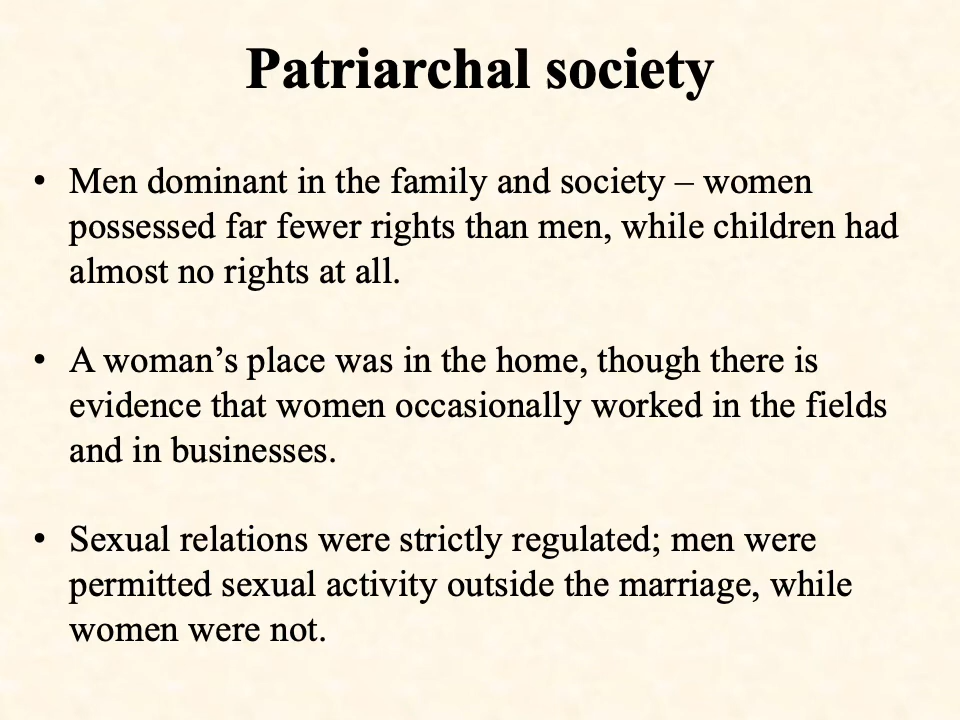 Patriarchal society
• Men dominant in the family and society – women
possessed far fewer rights than men, while children had
almost no rights at all.
• A woman’s place was in the home, though there is
evidence that women occasionally worked in the fields
and in businesses.
• Sexual relations were strictly regulated; men were
permitted sexual activity outside the marriage, while
women were not.